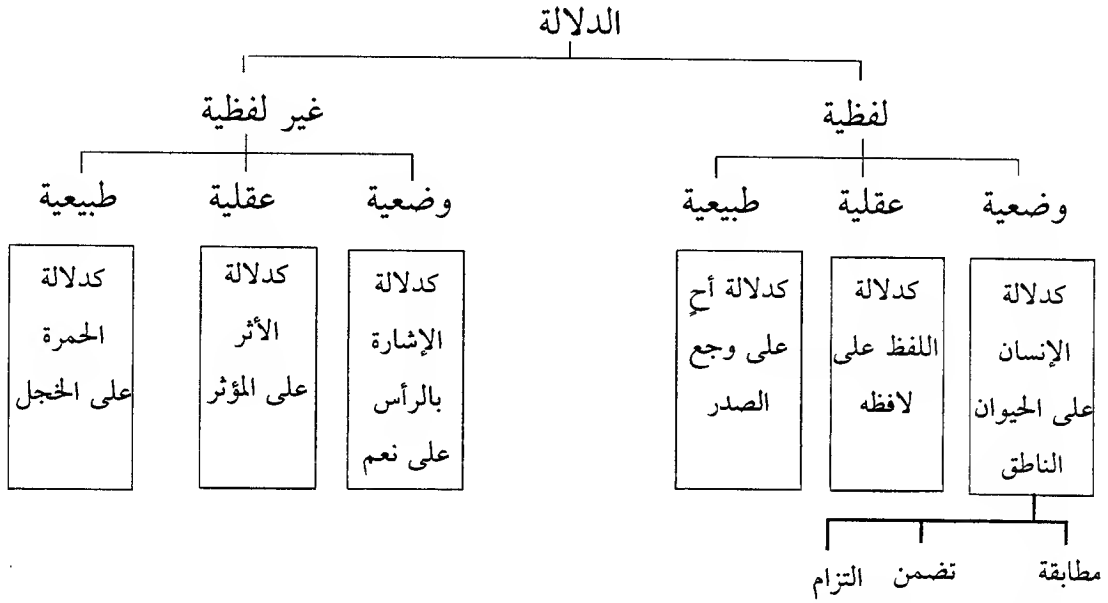 الدلالة
لفظية
غير لفظية
وضعية
عقلية
طبيعية
وضعية
عقلية
طبيعية
كدلالة
الإنسان
على الحيوان
الناطق
كدلالة
اللفظ على
لافظه
كدلالة أحٍ
على وجع
الصدر
كدلالة
الإشارة
بالرأس
على نعم
كدلالة
الأثر
على المؤثر
كدلالة
الحمرة
على الخجل
مطابقة
تضمن
التزام